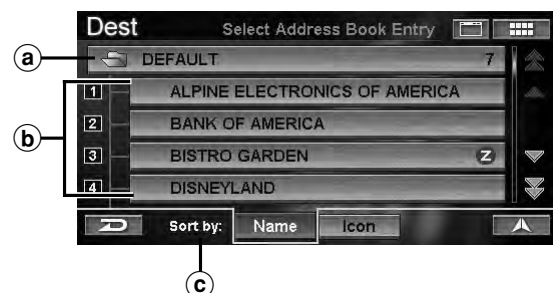 Dest Select Address Book Entry
a DEFAULT 7
1 ALPINE ELECTRONICS OF AMERICA
b
2 BANK OF AMERICA
3 BISTRO GARDEN Z
4 DISNEYLAND
Sort by: Name Icon
c